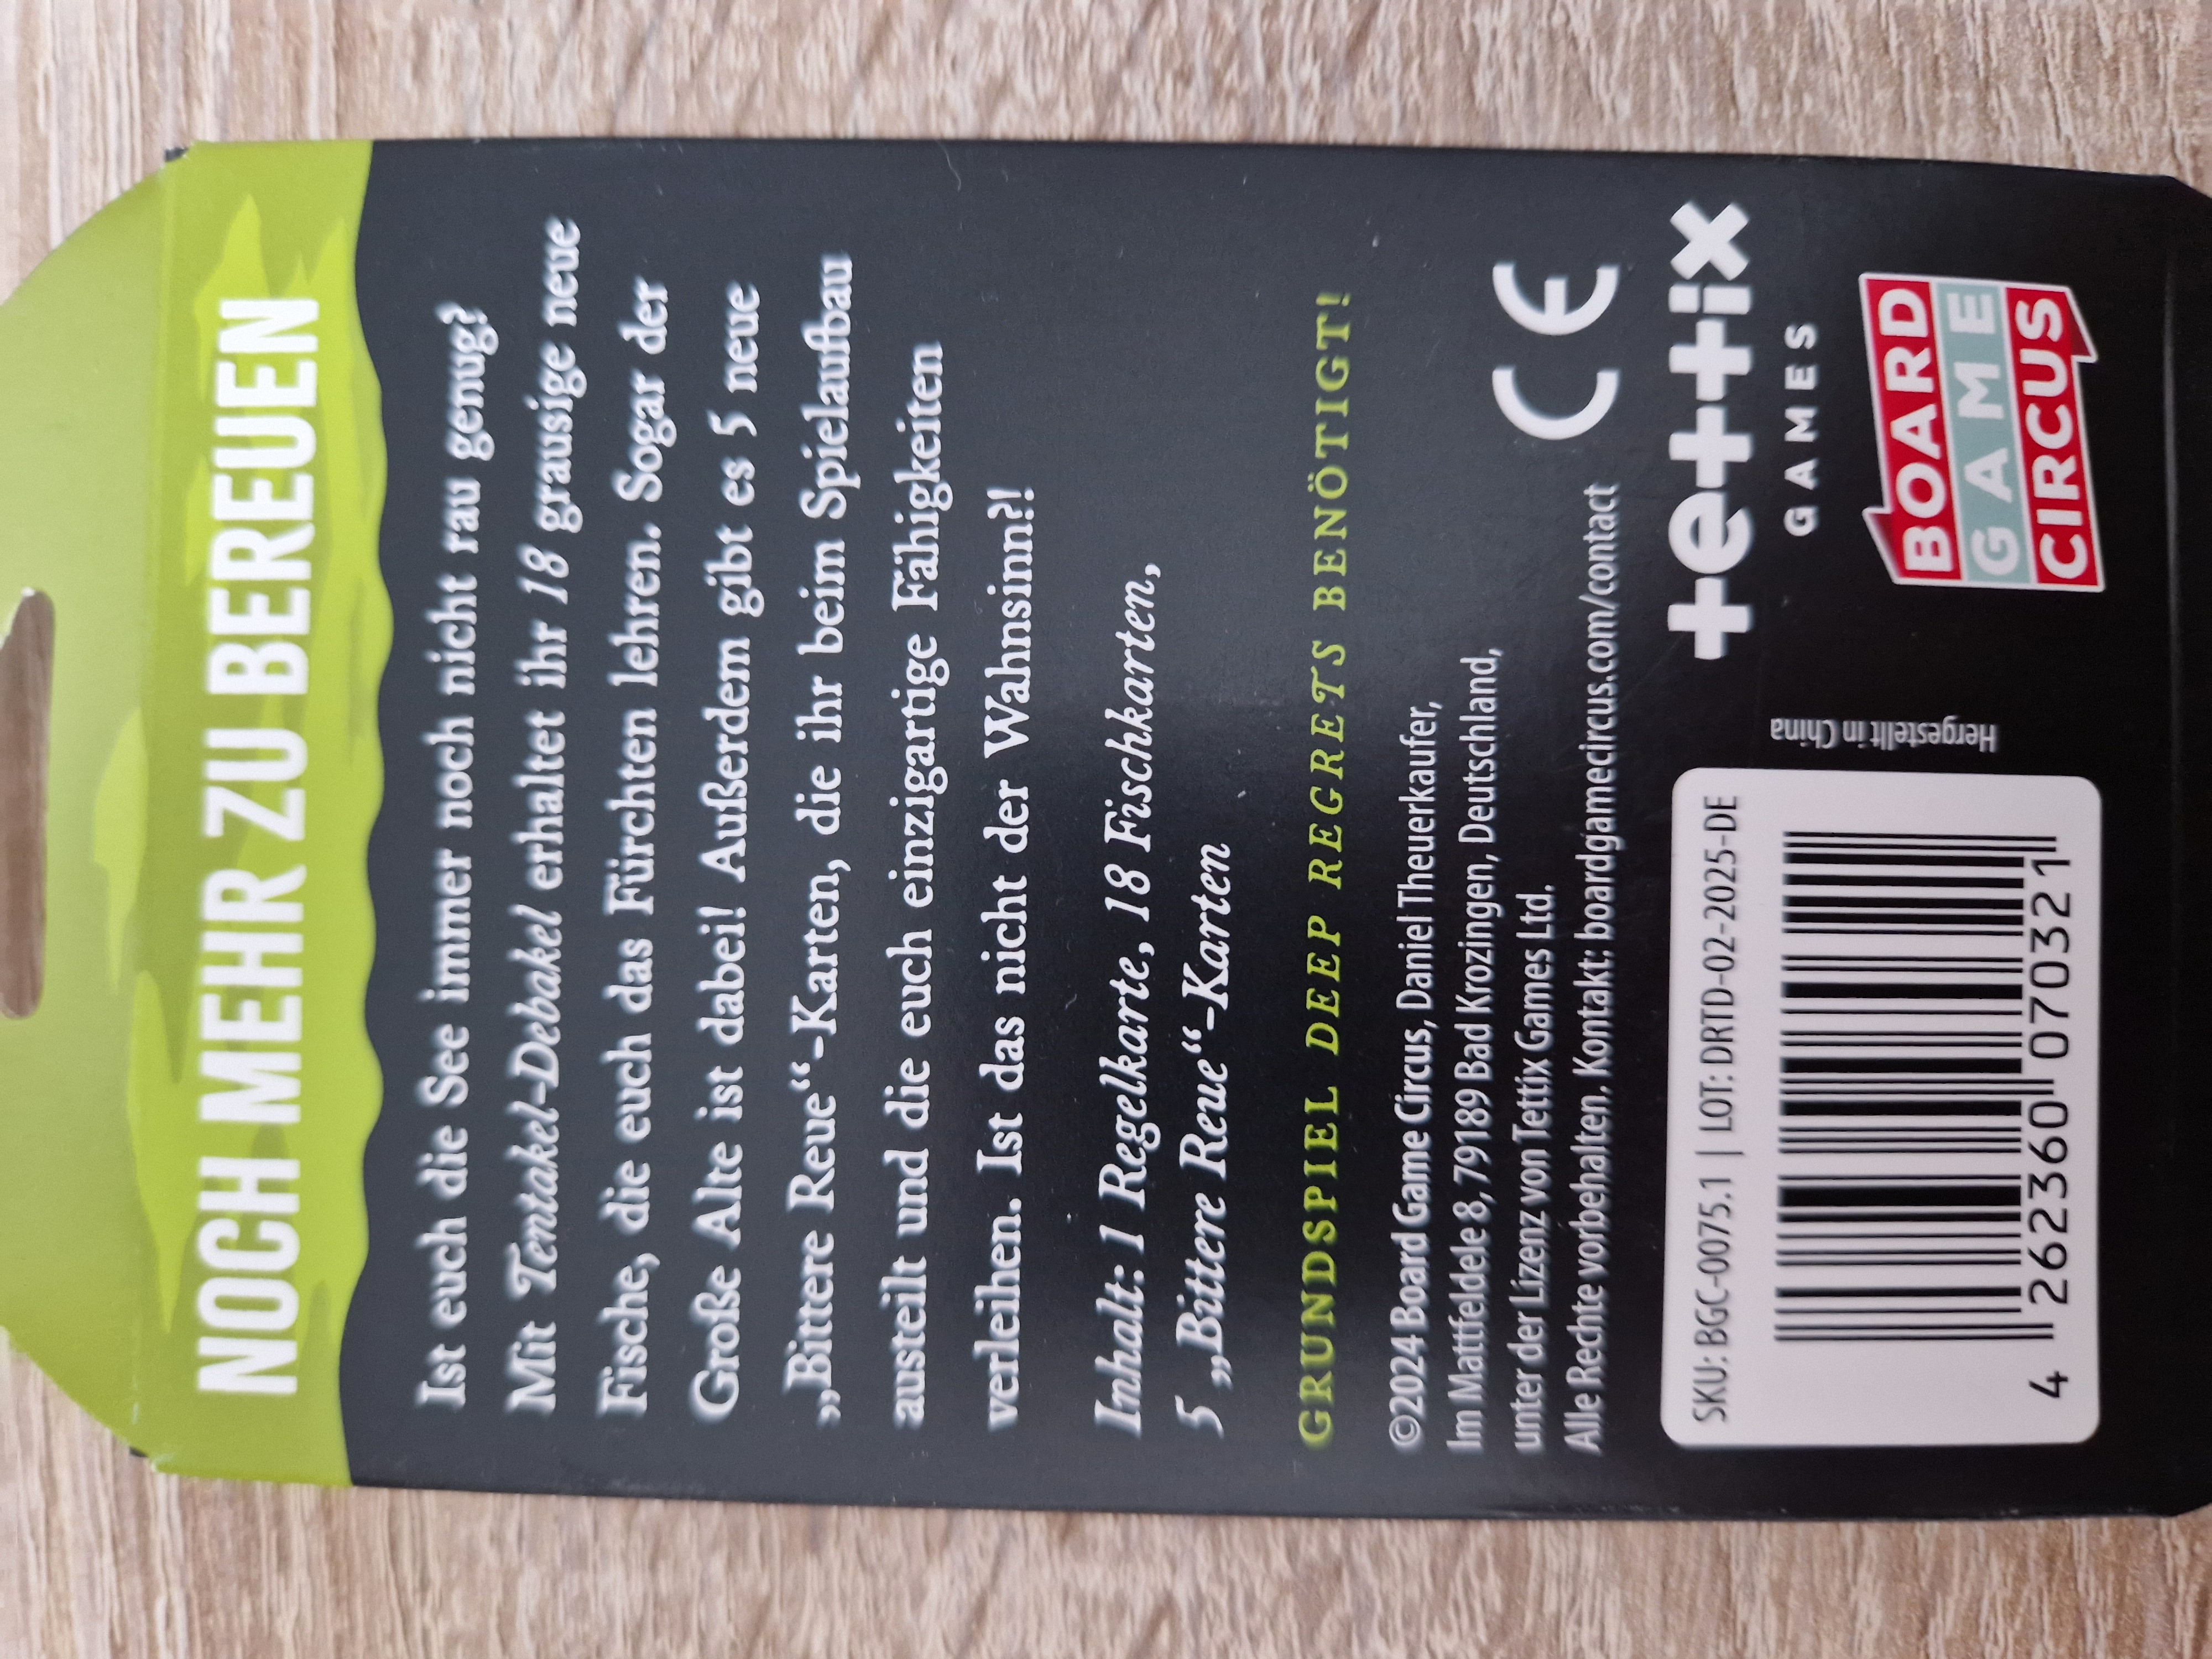 NOCH MEHR ZU BEREUEN
Ist euch die See immer noch nicht rau genug?
Mit Tentakel-Debakel erhaltet ihr 18 grausige neue
Fische, die euch das Fürchten lehren. Sogar der
Große Alte ist dabei! Außerdem gibt es 5 neue
„Bittere Reue“-Karten, die ihr beim Spielaufbau
austeilt und die euch einzigartige Fähigkeiten
verleihen. Ist das nicht der Wahnsinn?!
Inhalt: 1 Regelkarte, 18 Fischkarten,
5 „Bittere Reue“-Karten
GRUNDSPIEL DEEP REGRETS BENÖTIGT!
©2024 Board Game Circus, Daniel Theuerkaufer,
Im Mattfeldele 8, 79189 Bad Krozingen, Deutschland,
unter der Lizenz von Tettix Games Ltd.
Alle Rechte vorbehalten. Kontakt: boardgamecircus.com/contact
CE
SKU: BGC-0075.1 | LOT: DRTD-02-2025-DE
4 262360 070321
Hergestellt in China
tettix
GAMES
BOARD
GAME
CIRCUS